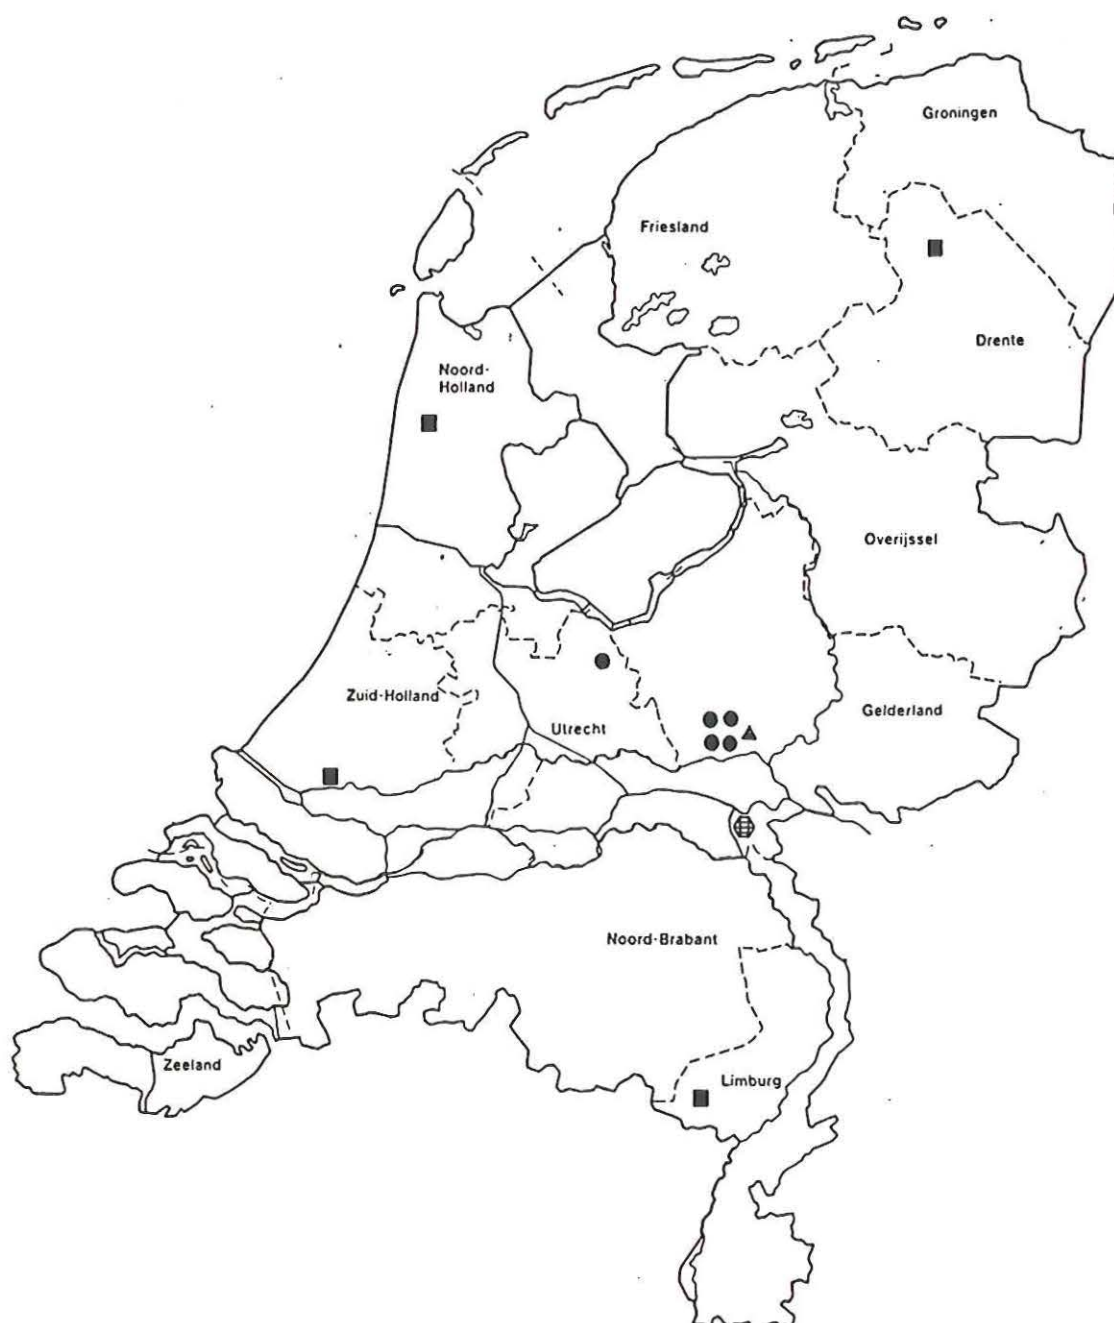 Groningen
Friesland
Drente
Noord-
Holland
Overijssel
Zuid-Holland
Utrecht
Gelderland
Noord-Brabant
Zeeland
Limburg